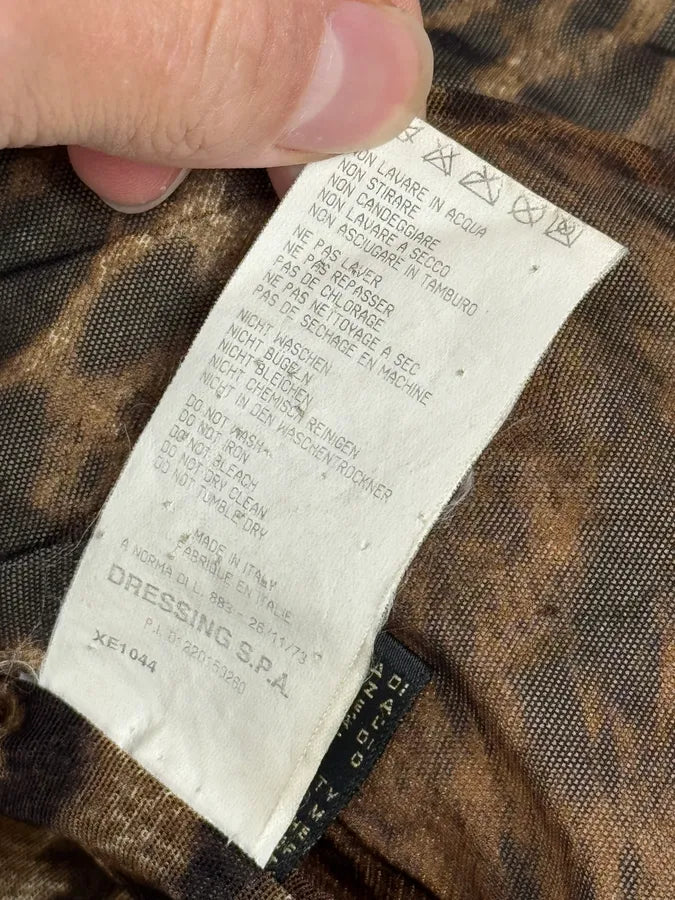 NON LAVARE IN ACQUA
NON STIRARE
NON CANDEGGIARE
NON LAVARE A SECCO
NON ASCIUGARE IN TAMBURO
NE PAS LAVER
NE PAS REPASSER
PAS DE CHLORAGE
NE PAS NETTOYAGE A SEC
PAS DE SECHAGE EN MACHINE
NICHT WASCHEN
NICHT BUGELN
NICHT BLEICHEN
NICHT CHEMISCH REINIGEN
NICHT IN DEN WASCHENTROCKNER
DO NOT WASH
DO NOT IRON
DO NOT BLEACH
DO NOT DRY CLEAN
DO NOT TUMBLE DRY
MADE IN ITALY
FABRIQUE EN ITALIE
A NORMA DI L. 883 - 26/11/73
DRESSING S.P.A.
P.I. 01220150260
XE1044